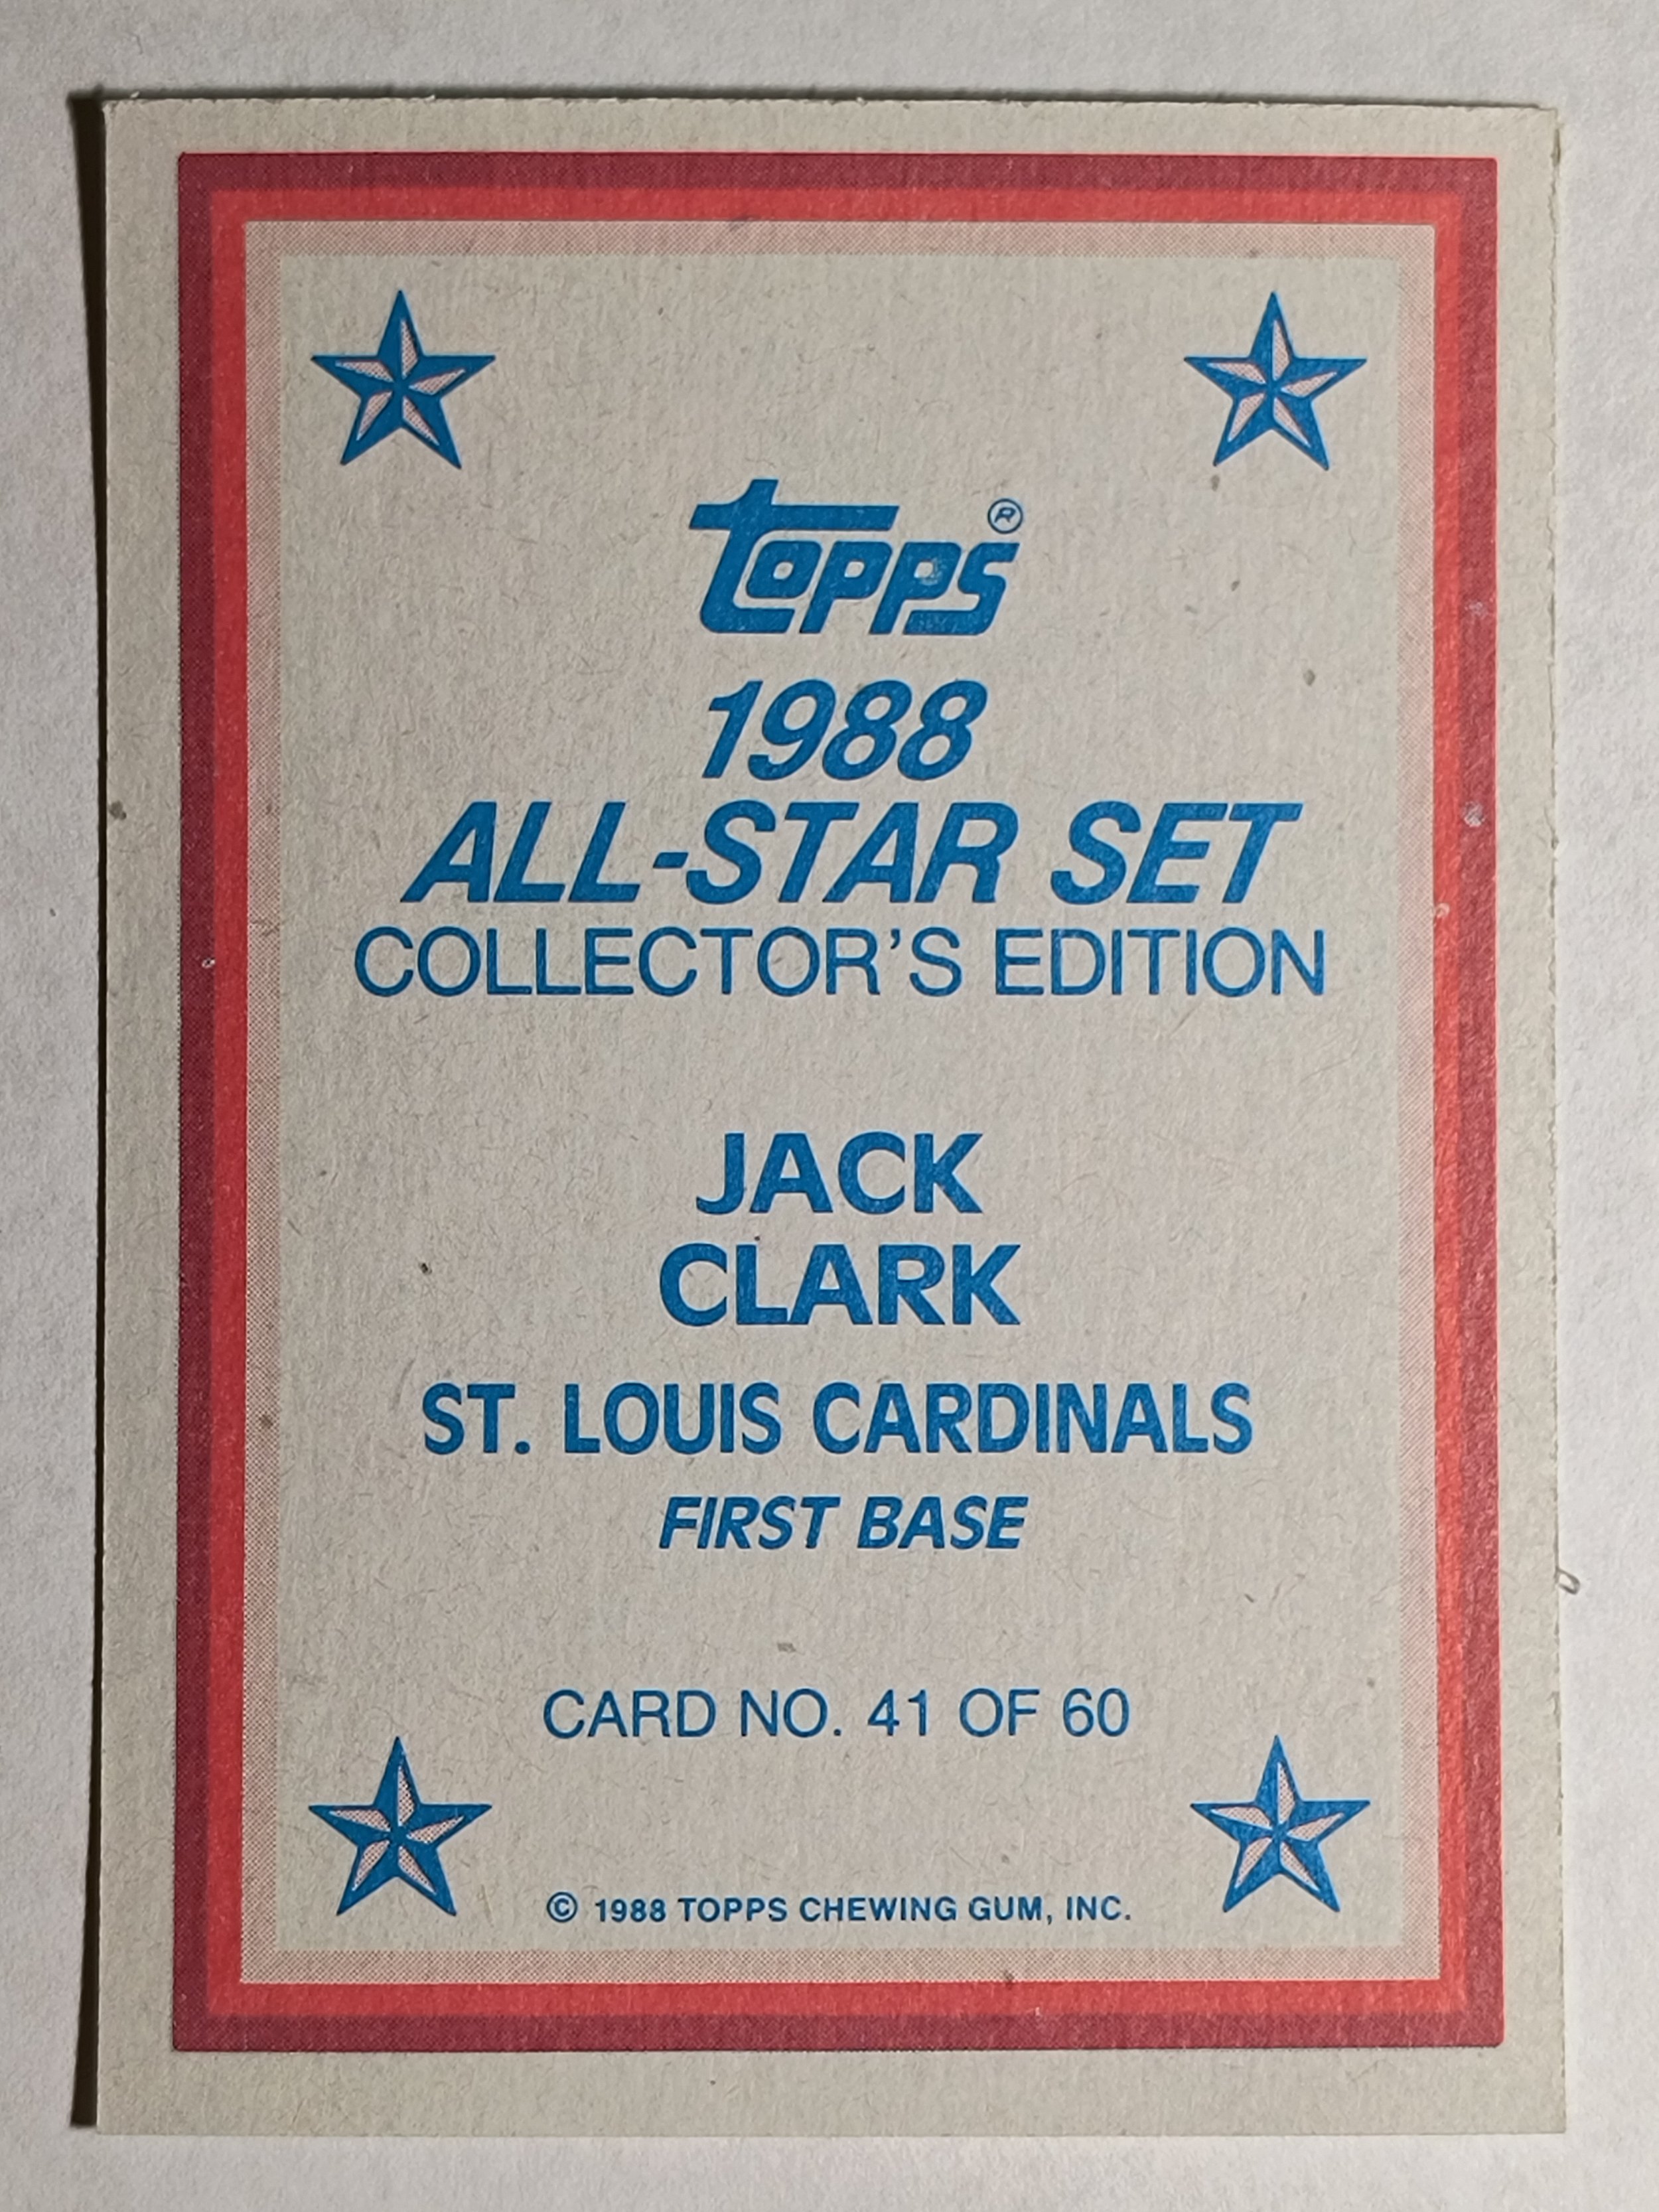 topps®
1988
ALL-STAR SET
COLLECTOR'S EDITION
JACK
CLARK
ST. LOUIS CARDINALS
FIRST BASE
CARD NO. 41 OF 60
© 1988 TOPPS CHEWING GUM, INC.